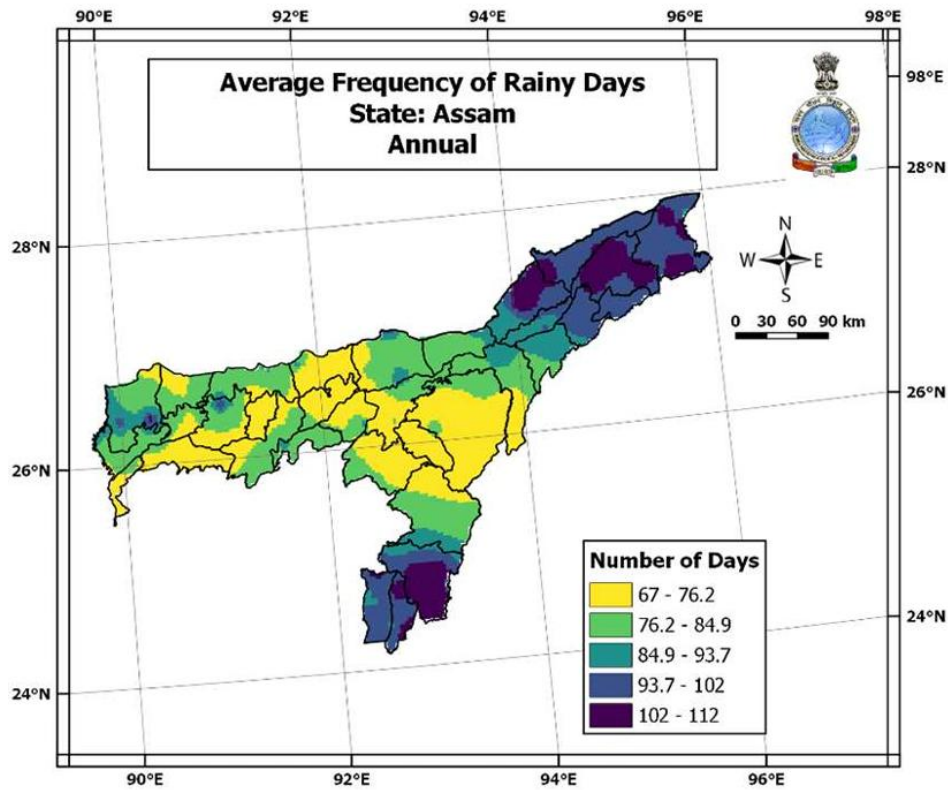 90°E 92°E 94°E 96°E 98°E
Average Frequency of Rainy Days
State: Assam
Annual
98°E
28°N
28°N
N
W E
S
0 30 60 90 km
26°N
26°N
Number of Days
67 - 76.2
76.2 - 84.9
84.9 - 93.7
93.7 - 102
102 - 112
24°N
24°N
90°E 92°E 94°E 96°E